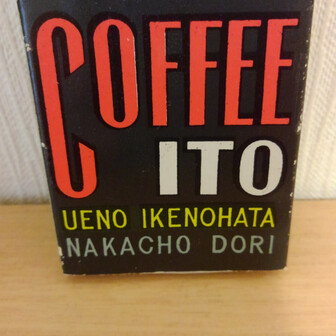 COFFEE
ITO
UENO IKENOHATA
NAKACHO DORI